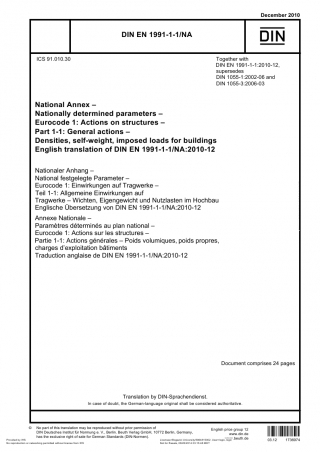 December 2010
DIN EN 1991-1-1/NA
DIN
ICS 91.010.30
Together with
DIN EN 1991-1-1:2010-12,
supersedes
DIN 1055-1:2002-06 and
DIN 1055-3:2006-03
National Annex –
Nationally determined parameters –
Eurocode 1: Actions on structures –
Part 1-1: General actions –
Densities, self-weight, imposed loads for buildings
English translation of DIN EN 1991-1-1/NA:2010-12
Nationaler Anhang –
National festgelegte Parameter –
Eurocode 1: Einwirkungen auf Tragwerke –
Teil 1-1: Allgemeine Einwirkungen auf
Tragwerke – Wichten, Eigengewicht und Nutzlasten im Hochbau
Englische Übersetzung von DIN EN 1991-1-1/NA:2010-12
Annexe Nationale –
Paramètres déterminés au plan national –
Eurocode 1: Actions sur les structures –
Partie 1-1: Actions générales – Poids volumiques, poids propres,
charges d'exploitation bâtiments
Traduction anglaise de DIN EN 1991-1-1/NA:2010-12
Document comprises 24 pages
Translation by DIN-Sprachendienst.
In case of doubt, the German-language original shall be considered authoritative.
© No part of this translation may be reproduced without prior permission of
DIN Deutsches Institut für Normung e. V., Berlin. Beuth Verlag GmbH, 10772 Berlin, Germany,
has the exclusive right of sale for German Standards (DIN-Normen).
English price group 12
www.din.de
www.beuth.de